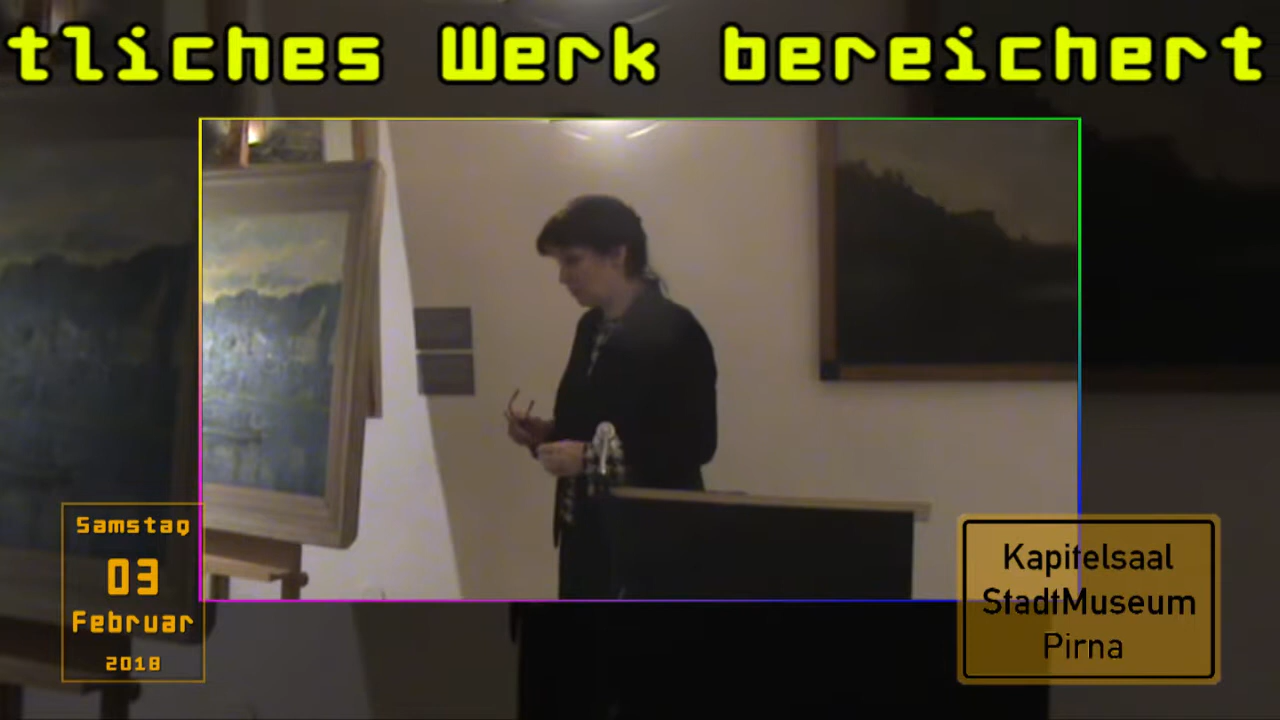 tliches Werk bereichert
Samstag
03
Februar
2018
Kapitelsaal
StadtMuseum
Pirna